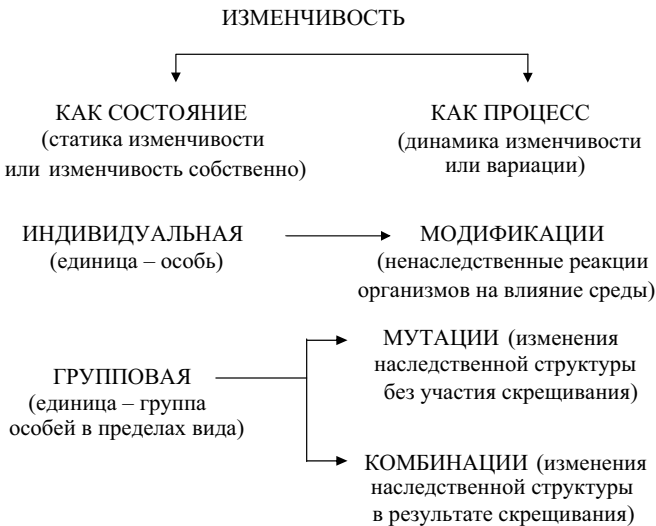 ИЗМЕНЧИВОСТЬ
КАК СОСТОЯНИЕ
(статика изменчивости
или изменчивость собственно)
КАК ПРОЦЕСС
(динамика изменчивости
или вариации)
ИНДИВИДУАЛЬНАЯ
(единица – особь)
МОДИФИКАЦИИ
(ненаследственные реакции
организмов на влияние среды)
ГРУППОВАЯ
(единица – группа
особей в пределах вида)
МУТАЦИИ (изменения
наследственной структуры
без участия скрещивания)
КОМБИНАЦИИ (изменения
наследственной структуры
в результате скрещивания)